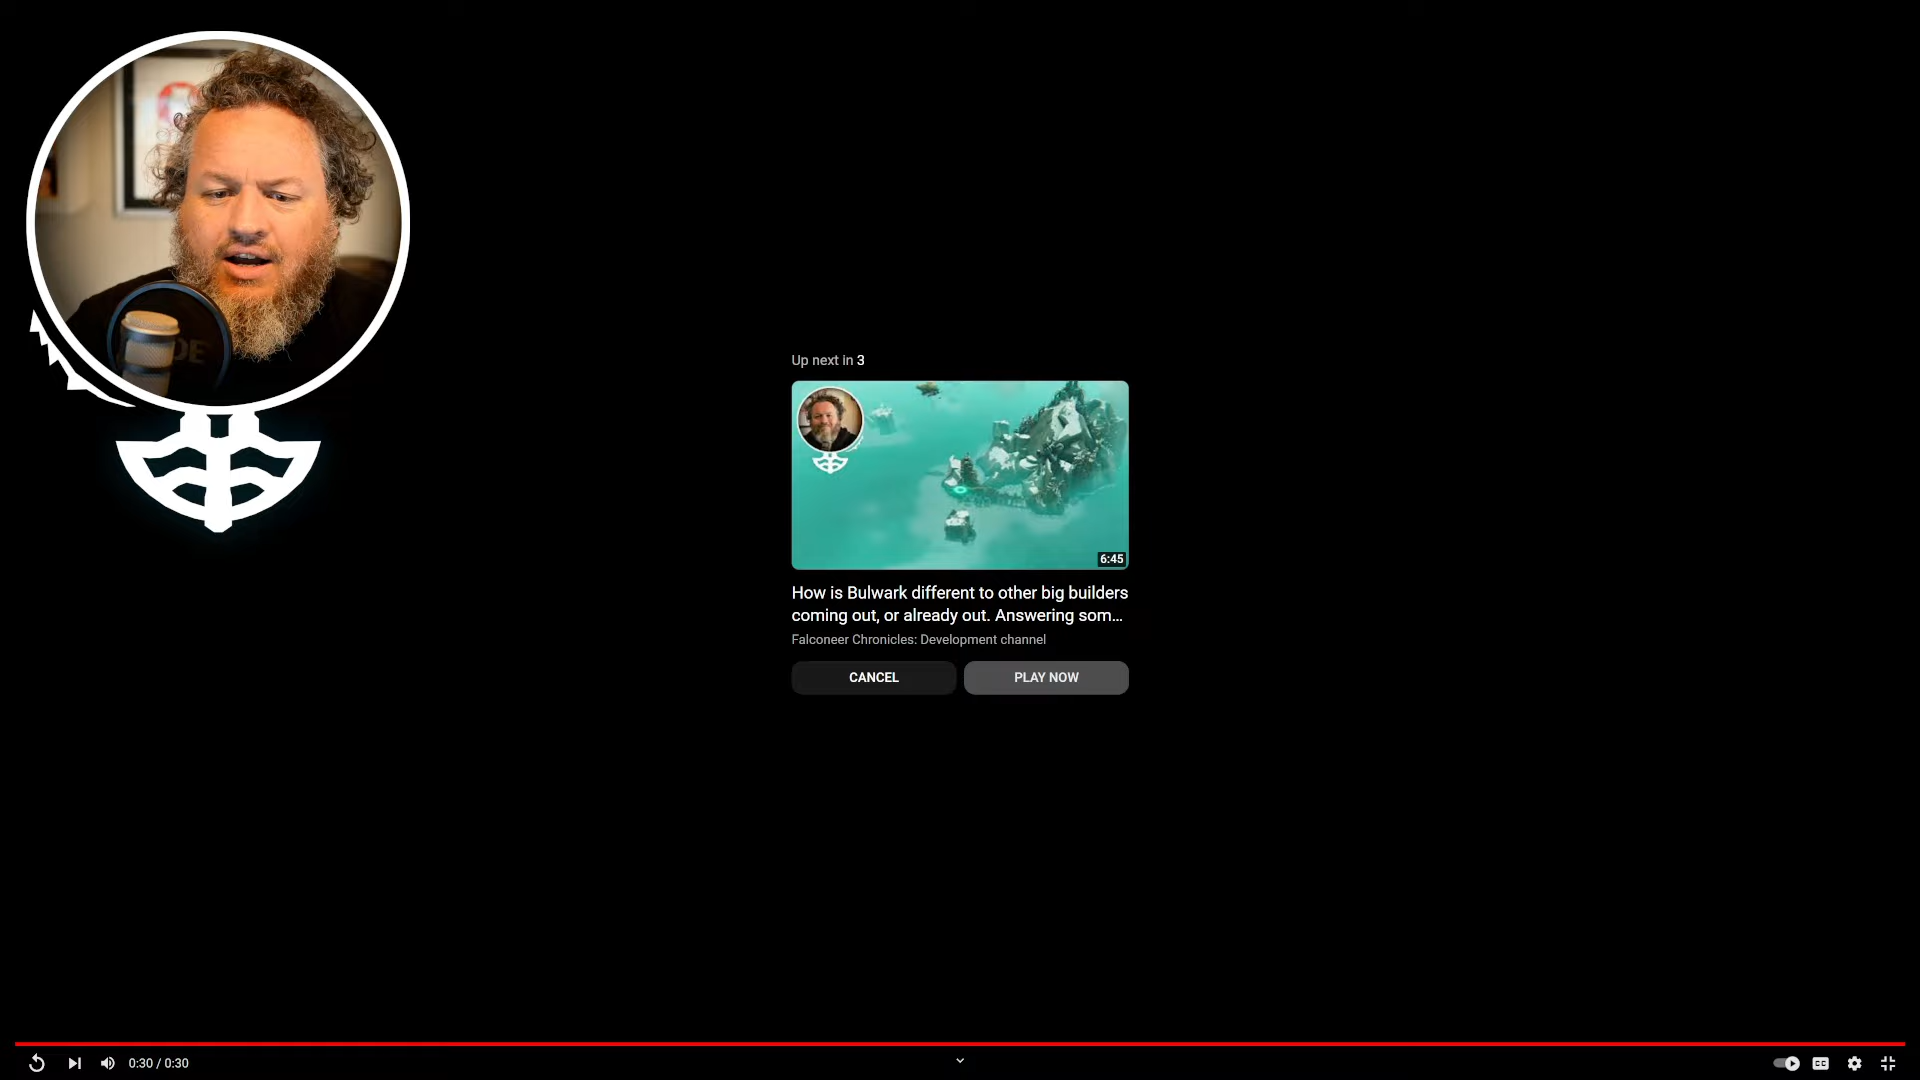 Up next in 3
6:45
How is Bulwark different to other big builders
coming out, or already out. Answering som...
Falconeer Chronicles: Development channel
CANCEL
PLAY NOW
0:30 / 0:30
CC